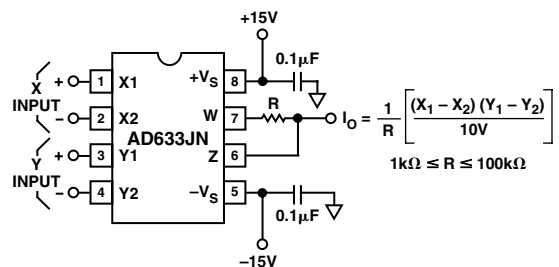 +15V
0.1μF
X
INPUT
+
–
1 X1
2 X2
+VS 8
W 7
R
AD633JN
IO = 1/R [(X1 – X2) (Y1 – Y2)/10V]
1kΩ ≤ R ≤ 100kΩ
Y
INPUT
+
–
3 Y1
4 Y2
Z 6
–VS 5
0.1μF
–15V